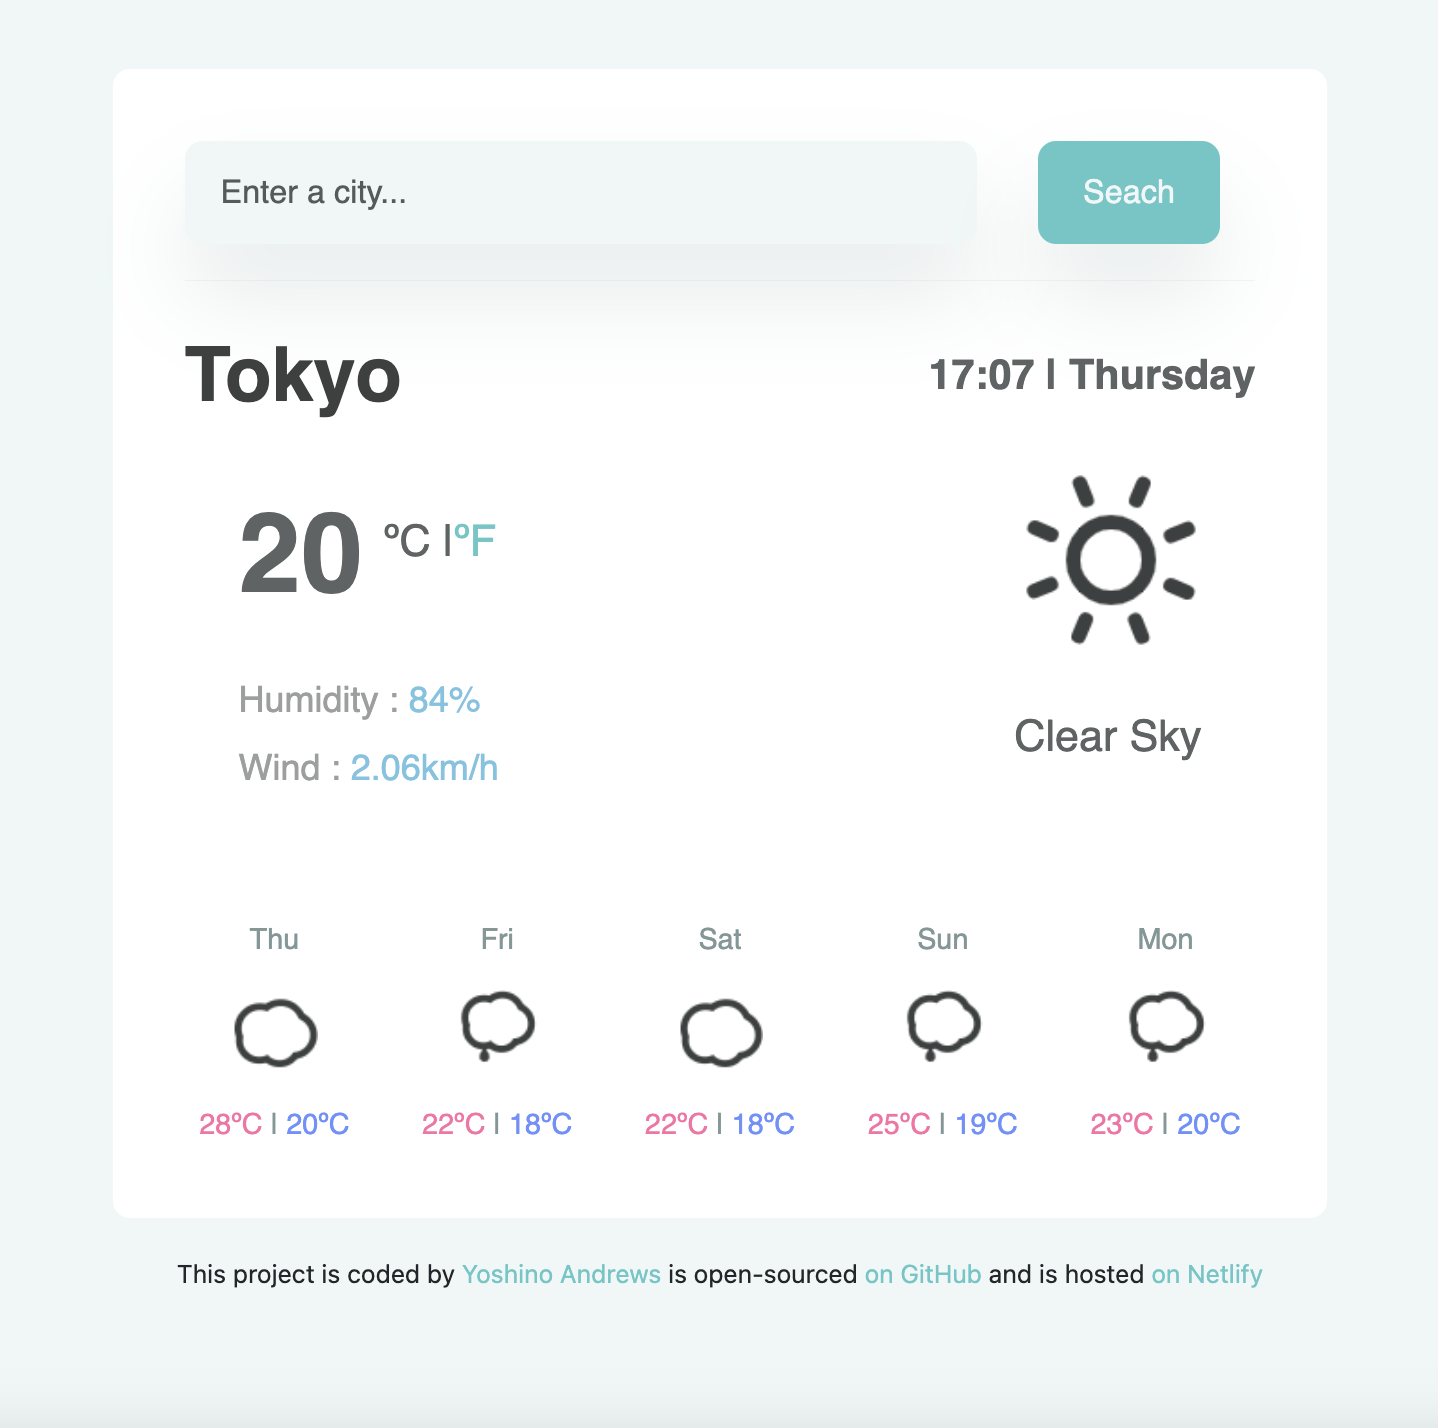 Enter a city...
Seach
Tokyo
17:07 | Thursday
20 ºC |ºF
Humidity : 84%
Wind : 2.06km/h
Clear Sky
Thu Fri Sat Sun Mon
28ºC | 20ºC 22ºC | 18ºC 22ºC | 18ºC 25ºC | 19ºC 23ºC | 20ºC
This project is coded by Yoshino Andrews is open-sourced on GitHub and is hosted on Netlify